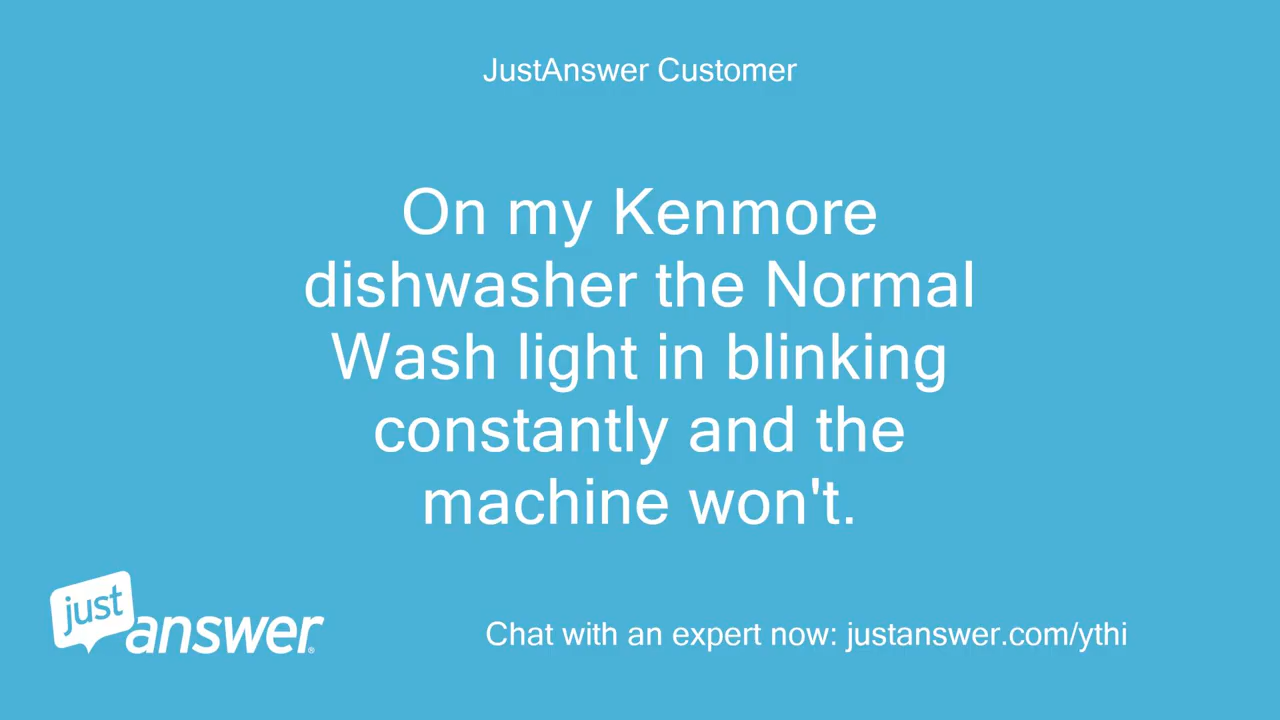 JustAnswer Customer
On my Kenmore
dishwasher the Normal
Wash light in blinking
constantly and the
machine won't.
just
answer®
Chat with an expert now: justanswer.com/ythi